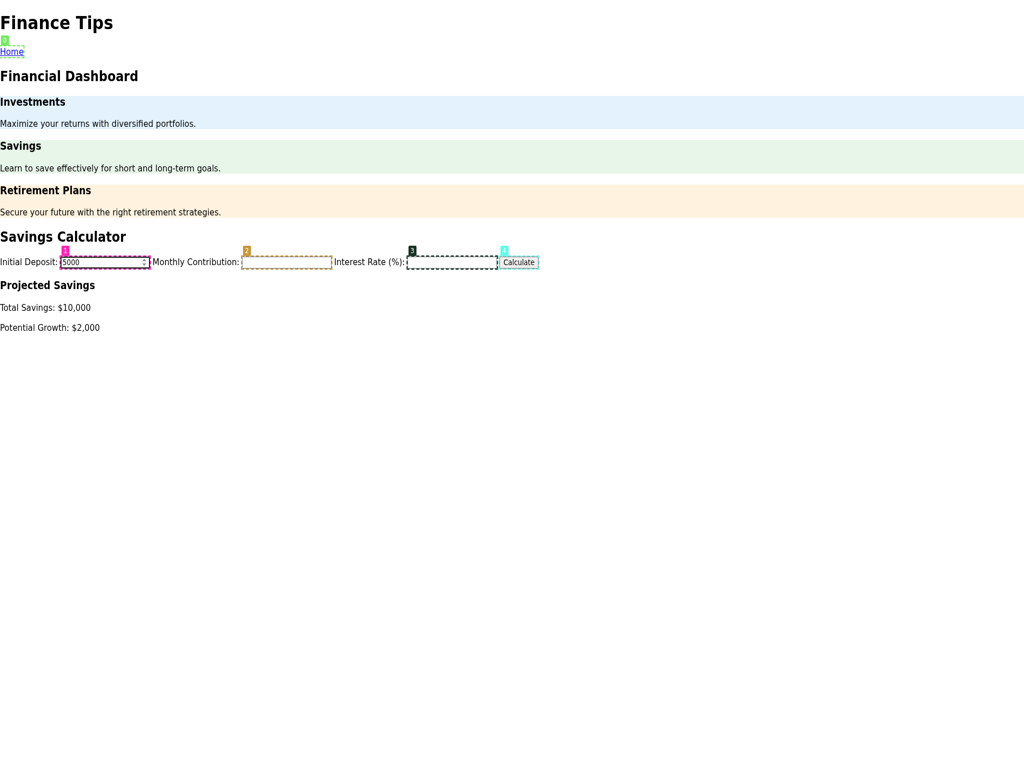 Finance Tips
0
Home
Financial Dashboard
Investments
Maximize your returns with diversified portfolios.
Savings
Learn to save effectively for short and long-term goals.
Retirement Plans
Secure your future with the right retirement strategies.
Savings Calculator
1 2 3 4
Initial Deposit: 5000 Monthly Contribution: Interest Rate (%): Calculate
Projected Savings
Total Savings: $10,000
Potential Growth: $2,000